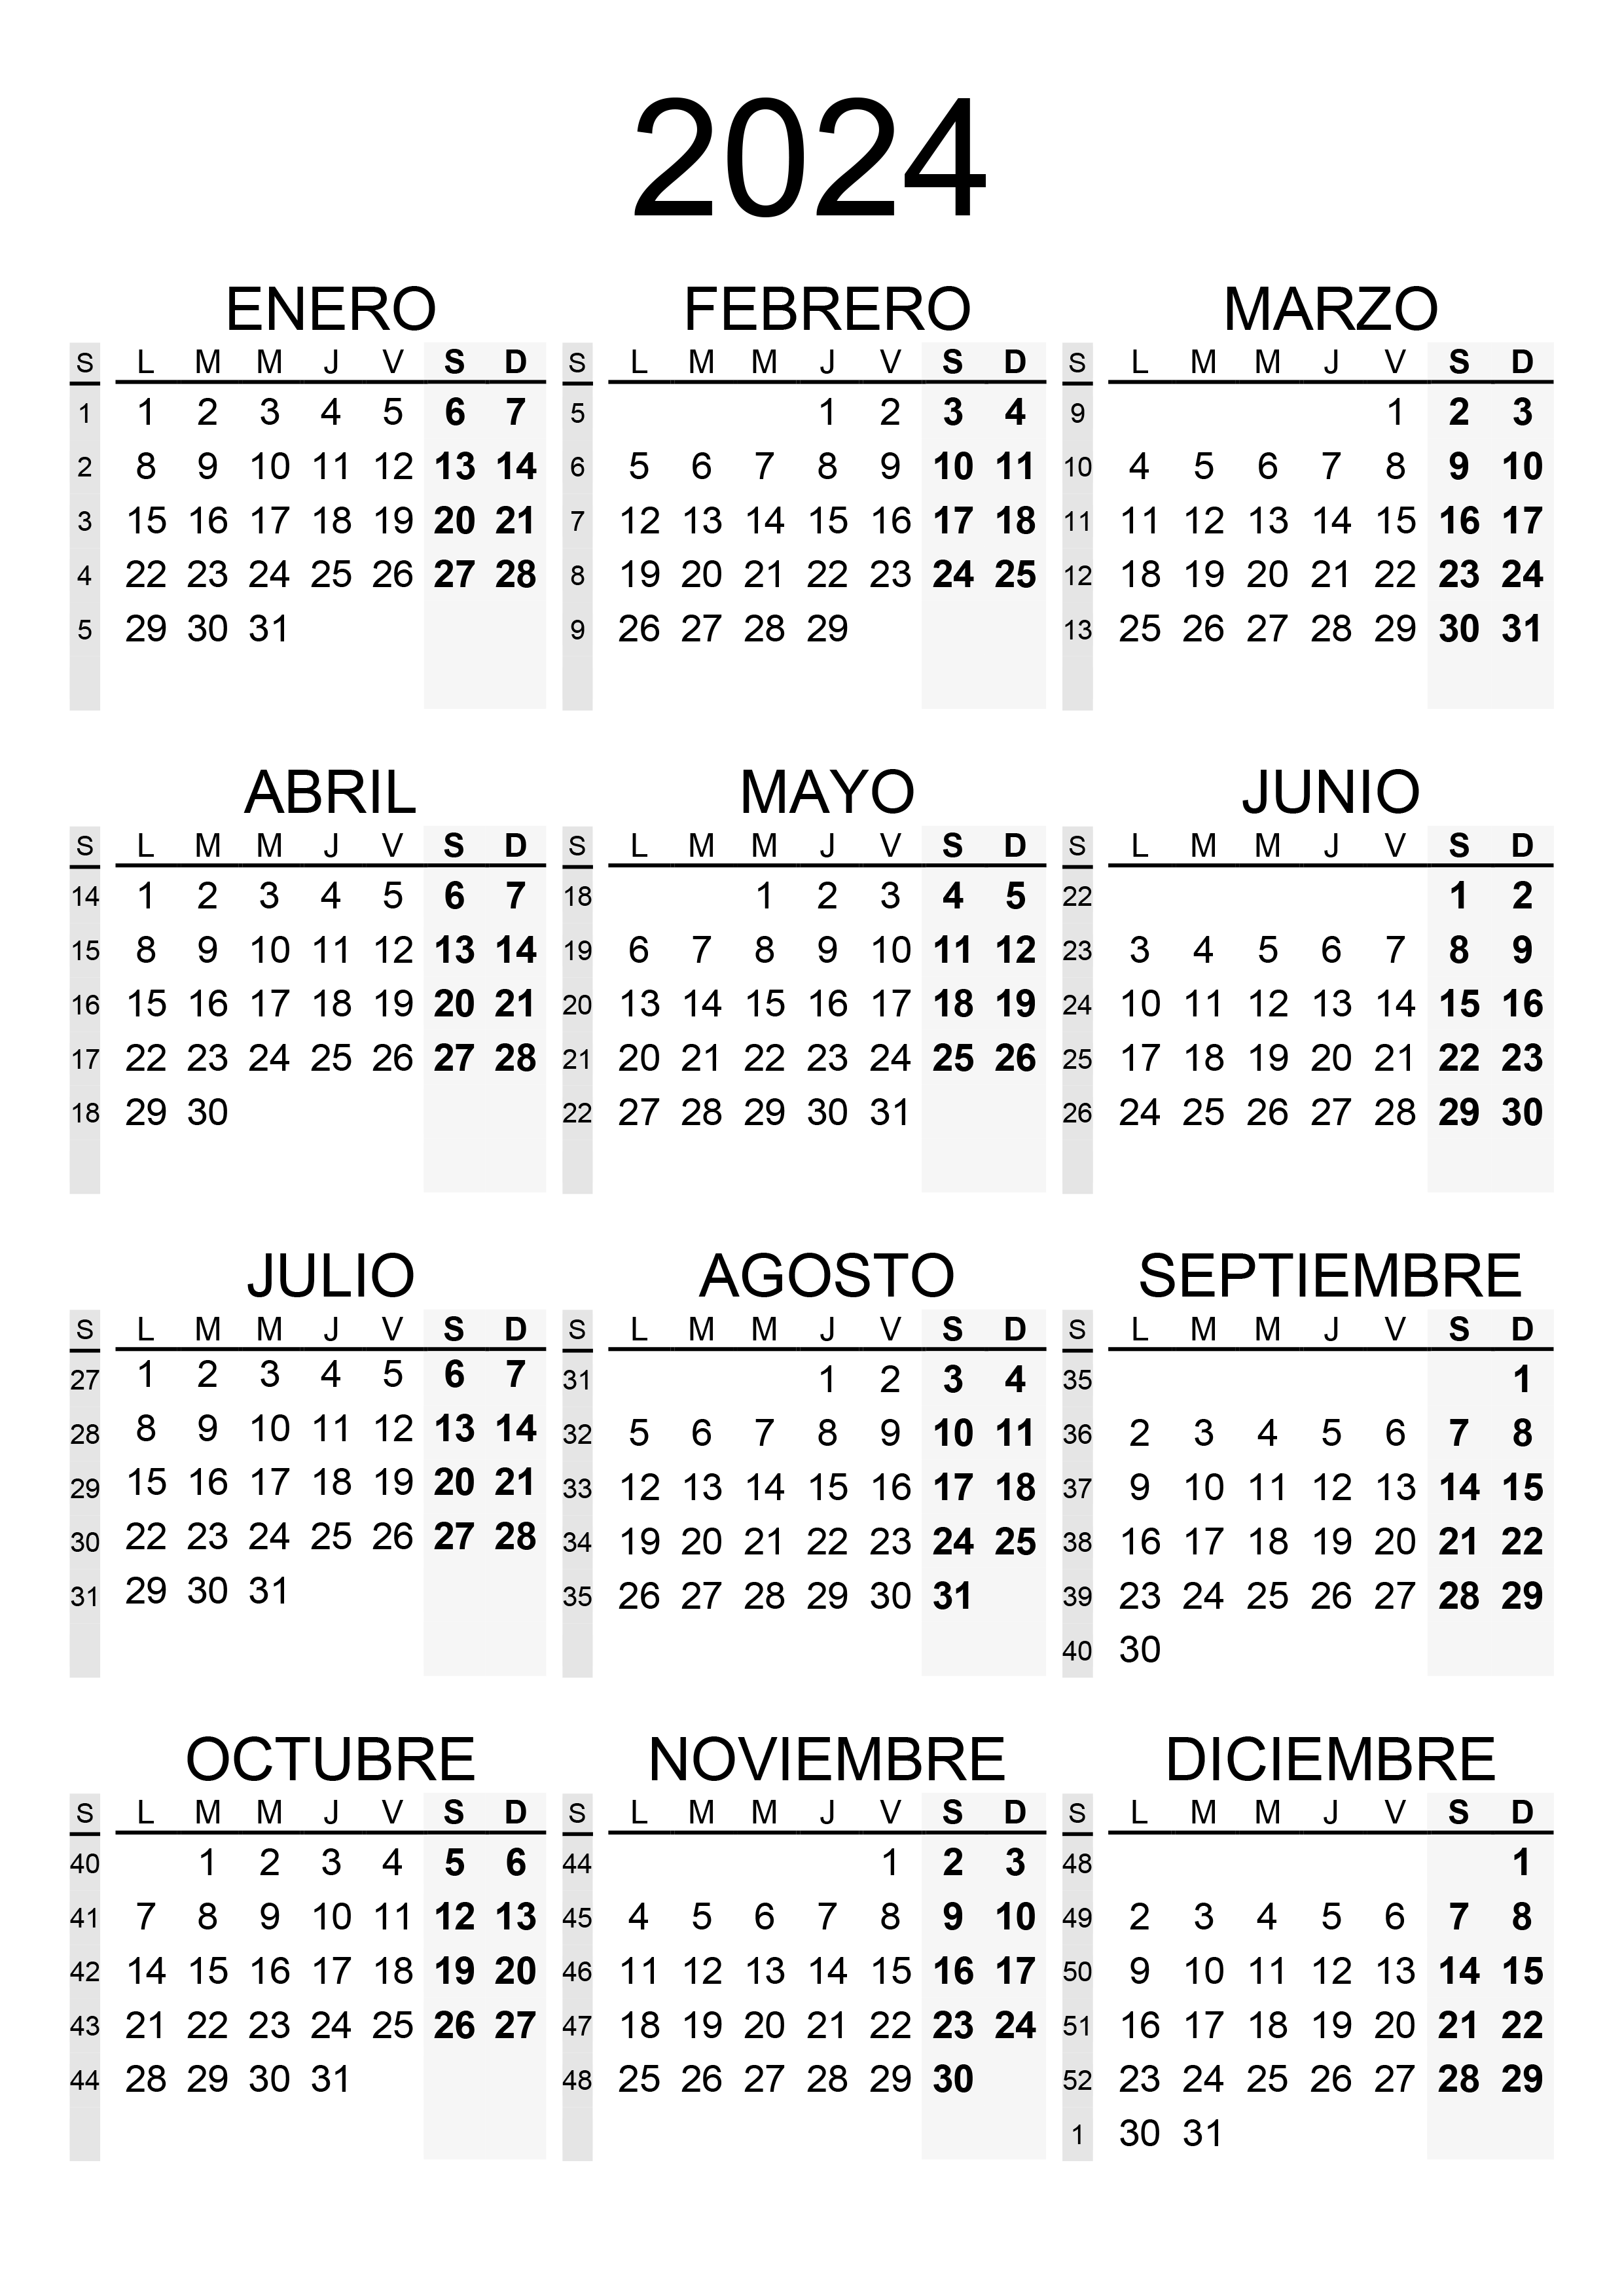 2024
ENERO
S L M M J V S D
1 1 2 3 4 5 6 7
2 8 9 10 11 12 13 14
3 15 16 17 18 19 20 21
4 22 23 24 25 26 27 28
5 29 30 31
FEBRERO
S L M M J V S D
5 1 2 3 4
6 5 6 7 8 9 10 11
7 12 13 14 15 16 17 18
8 19 20 21 22 23 24 25
9 26 27 28 29
MARZO
S L M M J V S D
9 1 2 3
10 4 5 6 7 8 9 10
11 11 12 13 14 15 16 17
12 18 19 20 21 22 23 24
13 25 26 27 28 29 30 31
ABRIL
S L M M J V S D
14 1 2 3 4 5 6 7
15 8 9 10 11 12 13 14
16 15 16 17 18 19 20 21
17 22 23 24 25 26 27 28
18 29 30
MAYO
S L M M J V S D
18 1 2 3 4 5
19 6 7 8 9 10 11 12
20 13 14 15 16 17 18 19
21 20 21 22 23 24 25 26
22 27 28 29 30 31
JUNIO
S L M M J V S D
22 1 2
23 3 4 5 6 7 8 9
24 10 11 12 13 14 15 16
25 17 18 19 20 21 22 23
26 24 25 26 27 28 29 30
JULIO
S L M M J V S D
27 1 2 3 4 5 6 7
28 8 9 10 11 12 13 14
29 15 16 17 18 19 20 21
30 22 23 24 25 26 27 28
31 29 30 31
AGOSTO
S L M M J V S D
31 1 2 3 4
32 5 6 7 8 9 10 11
33 12 13 14 15 16 17 18
34 19 20 21 22 23 24 25
35 26 27 28 29 30 31
SEPTIEMBRE
S L M M J V S D
35 1
36 2 3 4 5 6 7 8
37 9 10 11 12 13 14 15
38 16 17 18 19 20 21 22
39 23 24 25 26 27 28 29
40 30
OCTUBRE
S L M M J V S D
40 1 2 3 4 5 6
41 7 8 9 10 11 12 13
42 14 15 16 17 18 19 20
43 21 22 23 24 25 26 27
44 28 29 30 31
NOVIEMBRE
S L M M J V S D
44 1 2 3
45 4 5 6 7 8 9 10
46 11 12 13 14 15 16 17
47 18 19 20 21 22 23 24
48 25 26 27 28 29 30
DICIEMBRE
S L M M J V S D
48 1
49 2 3 4 5 6 7 8
50 9 10 11 12 13 14 15
51 16 17 18 19 20 21 22
52 23 24 25 26 27 28 29
1 30 31